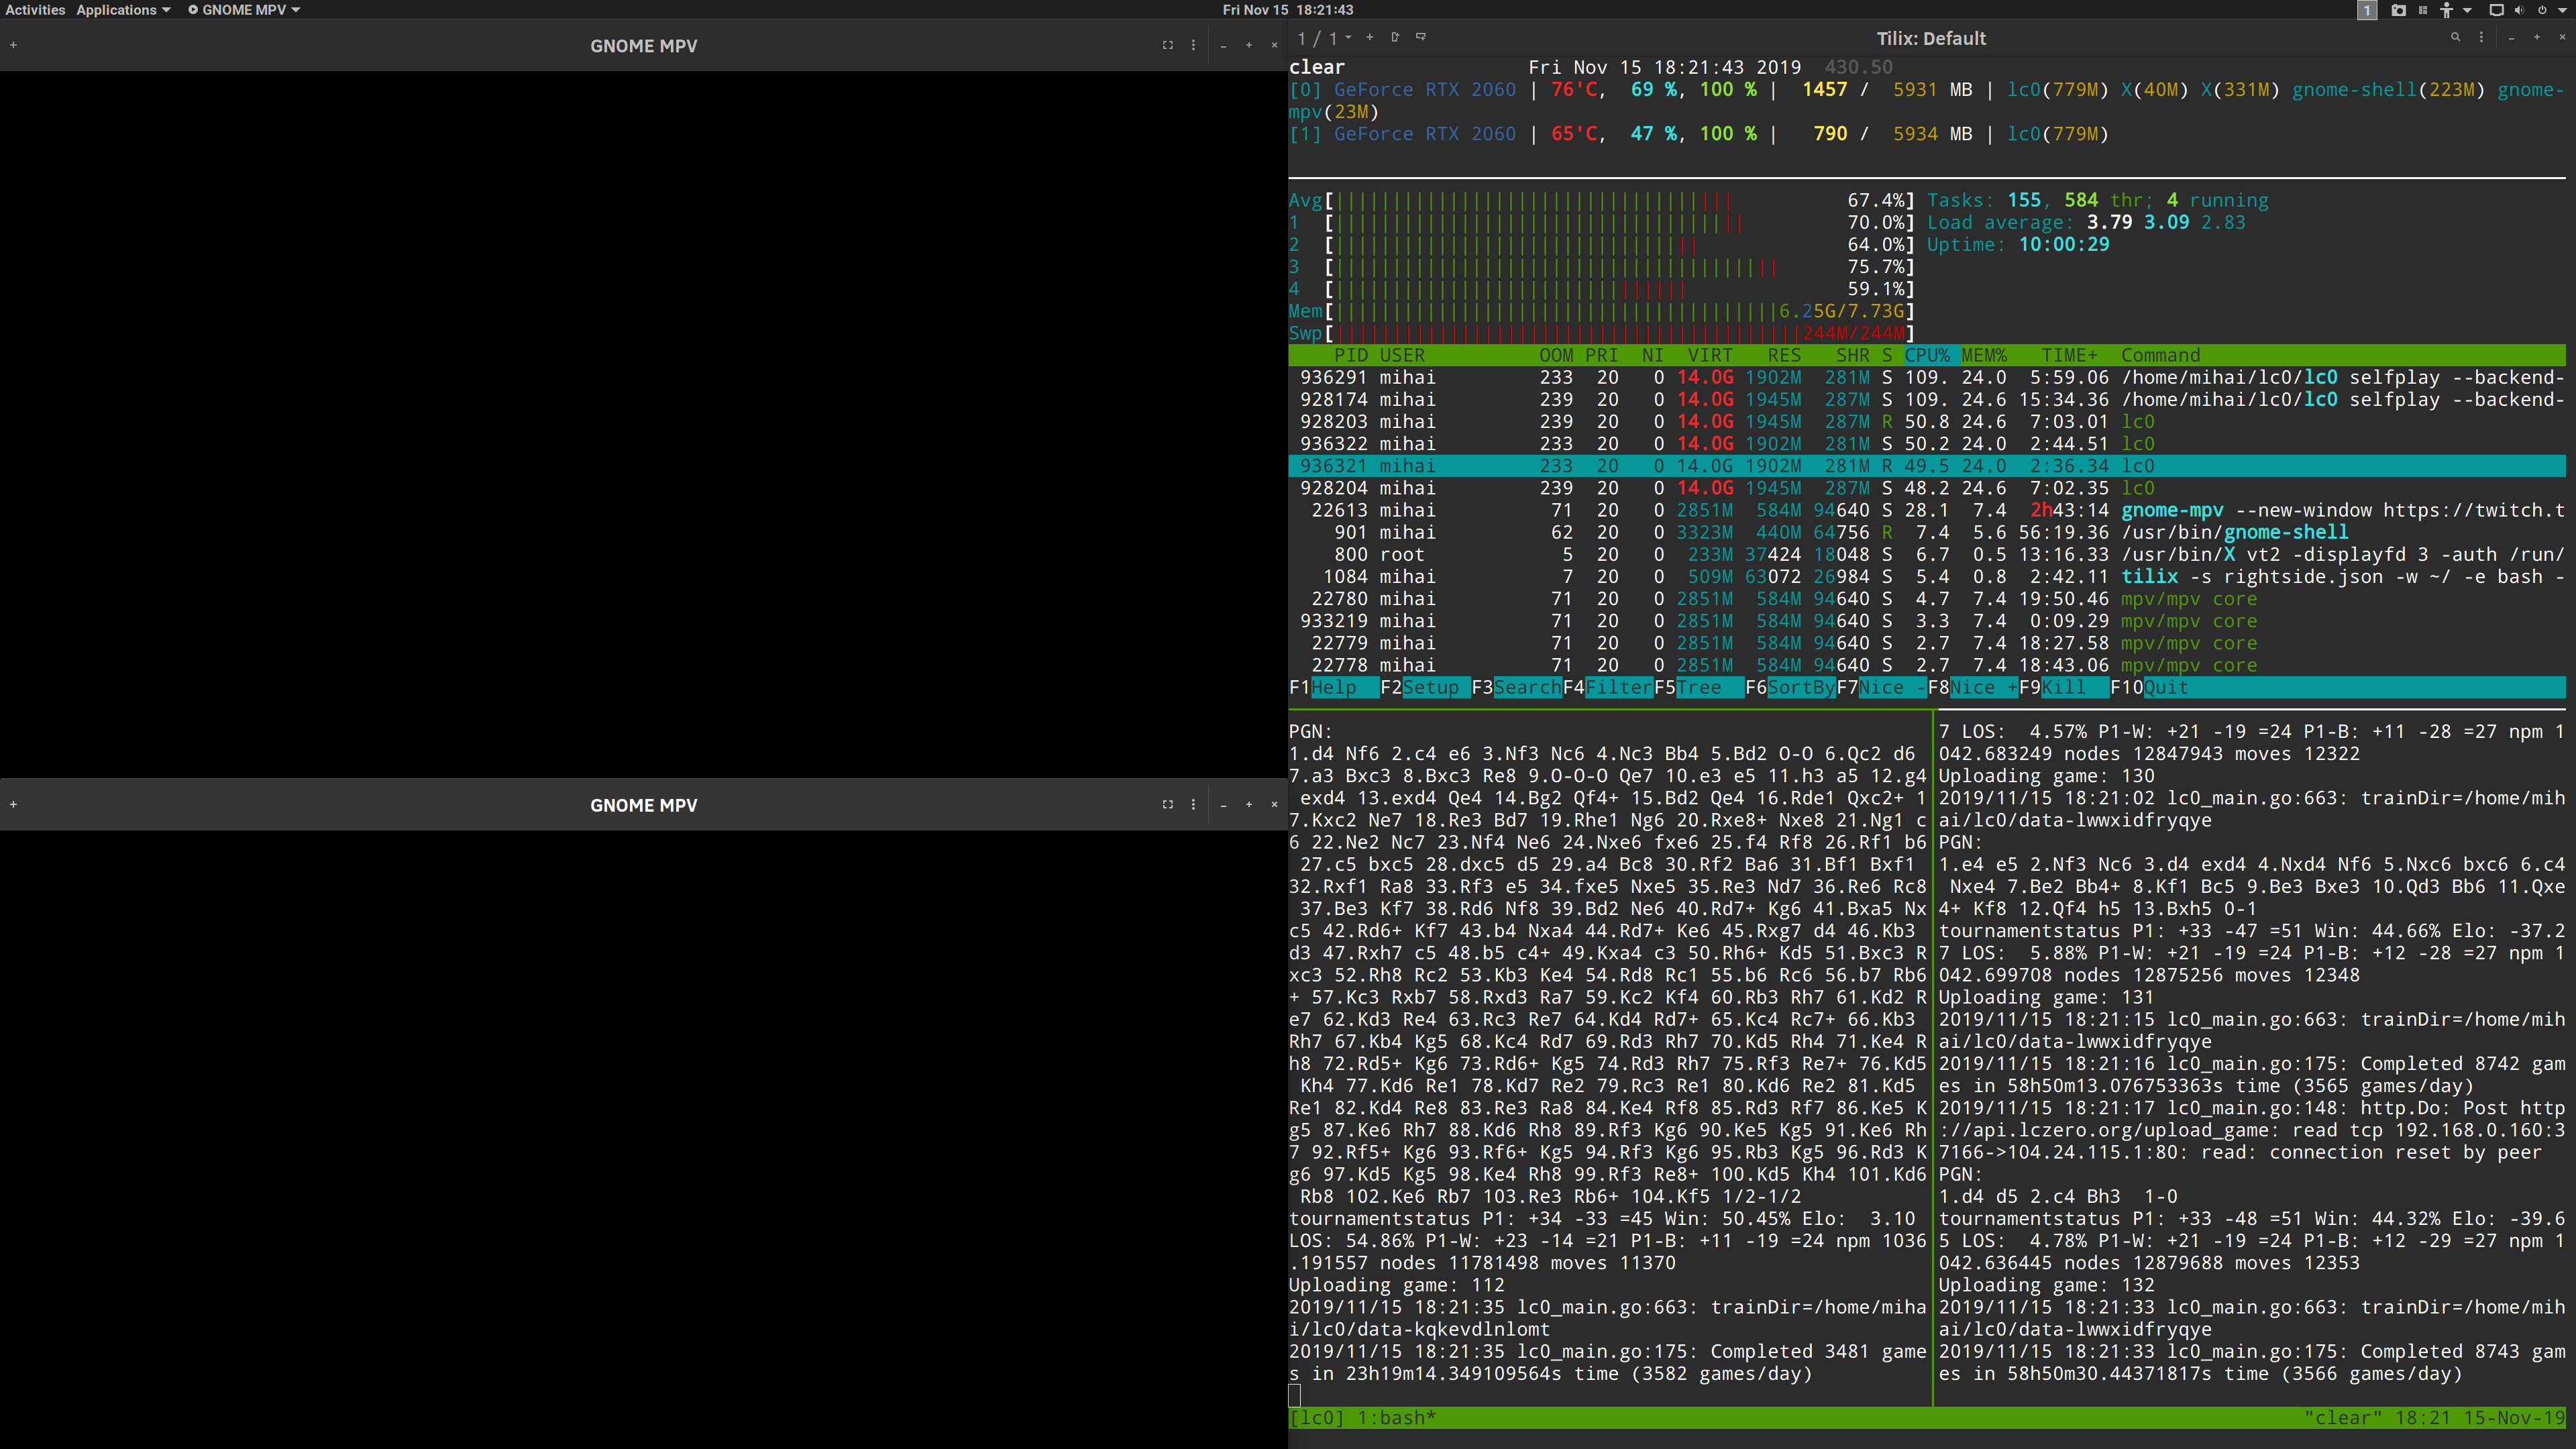 Activities Applications GNOME MPV Fri Nov 15 18:21:43 1
GNOME MPV
GNOME MPV
1 / 1 Tilix: Default
clear Fri Nov 15 18:21:43 2019 430.50
[0] GeForce RTX 2060 | 76'C, 69 %, 100 % | 1457 / 5931 MB | lc0(779M) X(40M) X(331M) gnome-shell(223M) gnome-
mpv(23M)
[1] GeForce RTX 2060 | 65'C, 47 %, 100 % | 790 / 5934 MB | lc0(779M)
Avg[ 67.4%] Tasks: 155, 584 thr; 4 running
1 [ 70.0%] Load average: 3.79 3.09 2.83
2 [ 64.0%] Uptime: 10:00:29
3 [ 75.7%]
4 [ 59.1%]
Mem[ 6.25G/7.73G]
Swp[ 244M/244M]
PID USER OOM PRI NI VIRT RES SHR S CPU% MEM% TIME+ Command
936291 mihai 233 20 0 14.0G 1902M 281M S 109. 24.0 5:59.06 /home/mihai/lc0/lc0 selfplay --backend-
928174 mihai 239 20 0 14.0G 1945M 287M S 109. 24.6 15:34.36 /home/mihai/lc0/lc0 selfplay --backend-
928203 mihai 239 20 0 14.0G 1945M 287M R 50.8 24.6 7:03.01 lc0
936322 mihai 233 20 0 14.0G 1902M 281M S 50.2 24.0 2:44.51 lc0
936321 mihai 233 20 0 14.0G 1902M 281M R 49.5 24.0 2:36.34 lc0
928204 mihai 239 20 0 14.0G 1945M 287M S 48.2 24.6 7:02.35 lc0
22613 mihai 71 20 0 2851M 584M 94640 S 28.1 7.4 2h43:14 gnome-mpv --new-window https://twitch.t
901 mihai 62 20 0 3323M 440M 64756 R 7.4 5.6 56:19.36 /usr/bin/gnome-shell
800 root 5 20 0 233M 37424 18048 S 6.7 0.5 13:16.33 /usr/bin/X vt2 -displayfd 3 -auth /run/
1084 mihai 7 20 0 509M 63072 26984 S 5.4 0.8 2:42.11 tilix -s rightside.json -w ~/ -e bash -
22780 mihai 71 20 0 2851M 584M 94640 S 4.7 7.4 19:50.46 mpv/mpv core
933219 mihai 71 20 0 2851M 584M 94640 S 3.3 7.4 0:09.29 mpv/mpv core
22779 mihai 71 20 0 2851M 584M 94640 S 2.7 7.4 18:27.58 mpv/mpv core
22778 mihai 71 20 0 2851M 584M 94640 S 2.7 7.4 18:43.06 mpv/mpv core
F1Help F2Setup F3SearchF4FilterF5Tree F6SortByF7Nice -F8Nice +F9Kill F10Quit
PGN:
1.d4 Nf6 2.c4 e6 3.Nf3 Nc6 4.Nc3 Bb4 5.Bd2 O-O 6.Qc2 d6
7.a3 Bxc3 8.Bxc3 Re8 9.O-O-O Qe7 10.e3 e5 11.h3 a5 12.g4
exd4 13.exd4 Qe4 14.Bg2 Qf4+ 15.Bd2 Qe4 16.Rde1 Qxc2+ 1
7.Kxc2 Ne7 18.Re3 Bd7 19.Rhe1 Ng6 20.Rxe8+ Nxe8 21.Ng1 c
6 22.Ne2 Nc7 23.Nf4 Ne6 24.Nxe6 fxe6 25.f4 Rf8 26.Rf1 b6
27.c5 bxc5 28.dxc5 d5 29.a4 Bc8 30.Rf2 Ba6 31.Bf1 Bxf1
32.Rxf1 Ra8 33.Rf3 e5 34.fxe5 Nxe5 35.Re3 Nd7 36.Re6 Rc8
37.Be3 Kf7 38.Rd6 Nf8 39.Bd2 Ne6 40.Rd7+ Kg6 41.Bxa5 Nx
c5 42.Rd6+ Kf7 43.b4 Nxa4 44.Rd7+ Ke6 45.Rxg7 d4 46.Kb3
d3 47.Rxh7 c5 48.b5 c4+ 49.Kxa4 c3 50.Rh6+ Kd5 51.Bxc3 R
xc3 52.Rh8 Rc2 53.Kb3 Ke4 54.Rd8 Rc1 55.b6 Rc6 56.b7 Rb6
+ 57.Kc3 Rxb7 58.Rxd3 Ra7 59.Kc2 Kf4 60.Rb3 Rh7 61.Kd2 R
e7 62.Kd3 Re4 63.Rc3 Re7 64.Kd4 Rd7+ 65.Kc4 Rc7+ 66.Kb3
Rh7 67.Kb4 Kg5 68.Kc4 Rd7 69.Rd3 Rh7 70.Kd5 Rh4 71.Ke4 R
h8 72.Rd5+ Kg6 73.Rd6+ Kg5 74.Rd3 Rh7 75.Rf3 Re7+ 76.Kd5
Kh4 77.Kd6 Re1 78.Kd7 Re2 79.Rc3 Re1 80.Kd6 Re2 81.Kd5
Re1 82.Kd4 Re8 83.Re3 Ra8 84.Ke4 Rf8 85.Rd3 Rf7 86.Ke5 K
g5 87.Ke6 Rh7 88.Kd6 Rh8 89.Rf3 Kg6 90.Ke5 Kg5 91.Ke6 Rh
7 92.Rf5+ Kg6 93.Rf6+ Kg5 94.Rf3 Kg6 95.Rb3 Kg5 96.Rd3 K
g6 97.Kd5 Kg5 98.Ke4 Rh8 99.Rf3 Re8+ 100.Kd5 Kh4 101.Kd6
Rb8 102.Ke6 Rb7 103.Re3 Rb6+ 104.Kf5 1/2-1/2
tournamentstatus P1: +34 -33 =45 Win: 50.45% Elo: 3.10
LOS: 54.86% P1-W: +23 -14 =21 P1-B: +11 -19 =24 npm 1036
.191557 nodes 11781498 moves 11370
Uploading game: 112
2019/11/15 18:21:35 lc0_main.go:663: trainDir=/home/miha
i/lc0/data-kqkevdlnlomt
2019/11/15 18:21:35 lc0_main.go:175: Completed 3481 game
s in 23h19m14.349109564s time (3582 games/day)
7 LOS: 4.57% P1-W: +21 -19 =24 P1-B: +11 -28 =27 npm 1
042.683249 nodes 12847943 moves 12322
Uploading game: 130
2019/11/15 18:21:02 lc0_main.go:663: trainDir=/home/mih
ai/lc0/data-lwwxidfryqye
PGN:
1.e4 e5 2.Nf3 Nc6 3.d4 exd4 4.Nxd4 Nf6 5.Nxc6 bxc6 6.c4
Nxe4 7.Be2 Bb4+ 8.Kf1 Bc5 9.Be3 Bxe3 10.Qd3 Bb6 11.Qxe
4+ Kf8 12.Qf4 h5 13.Bxh5 0-1
tournamentstatus P1: +33 -47 =51 Win: 44.66% Elo: -37.2
7 LOS: 5.88% P1-W: +21 -19 =24 P1-B: +12 -28 =27 npm 1
042.699708 nodes 12875256 moves 12348
Uploading game: 131
2019/11/15 18:21:15 lc0_main.go:663: trainDir=/home/mih
ai/lc0/data-lwwxidfryqye
2019/11/15 18:21:16 lc0_main.go:175: Completed 8742 gam
es in 58h50m13.076753363s time (3565 games/day)
2019/11/15 18:21:17 lc0_main.go:148: http.Do: Post http
://api.lczero.org/upload_game: read tcp 192.168.0.160:3
7166->104.24.115.1:80: read: connection reset by peer
PGN:
1.d4 d5 2.c4 Bh3 1-0
tournamentstatus P1: +33 -48 =51 Win: 44.32% Elo: -39.6
5 LOS: 4.78% P1-W: +21 -19 =24 P1-B: +12 -29 =27 npm 1
042.636445 nodes 12879688 moves 12353
Uploading game: 132
2019/11/15 18:21:33 lc0_main.go:663: trainDir=/home/mih
ai/lc0/data-lwwxidfryqye
2019/11/15 18:21:33 lc0_main.go:175: Completed 8743 gam
es in 58h50m30.44371817s time (3566 games/day)
[lc0] 1:bash* "clear" 18:21 15-Nov-19